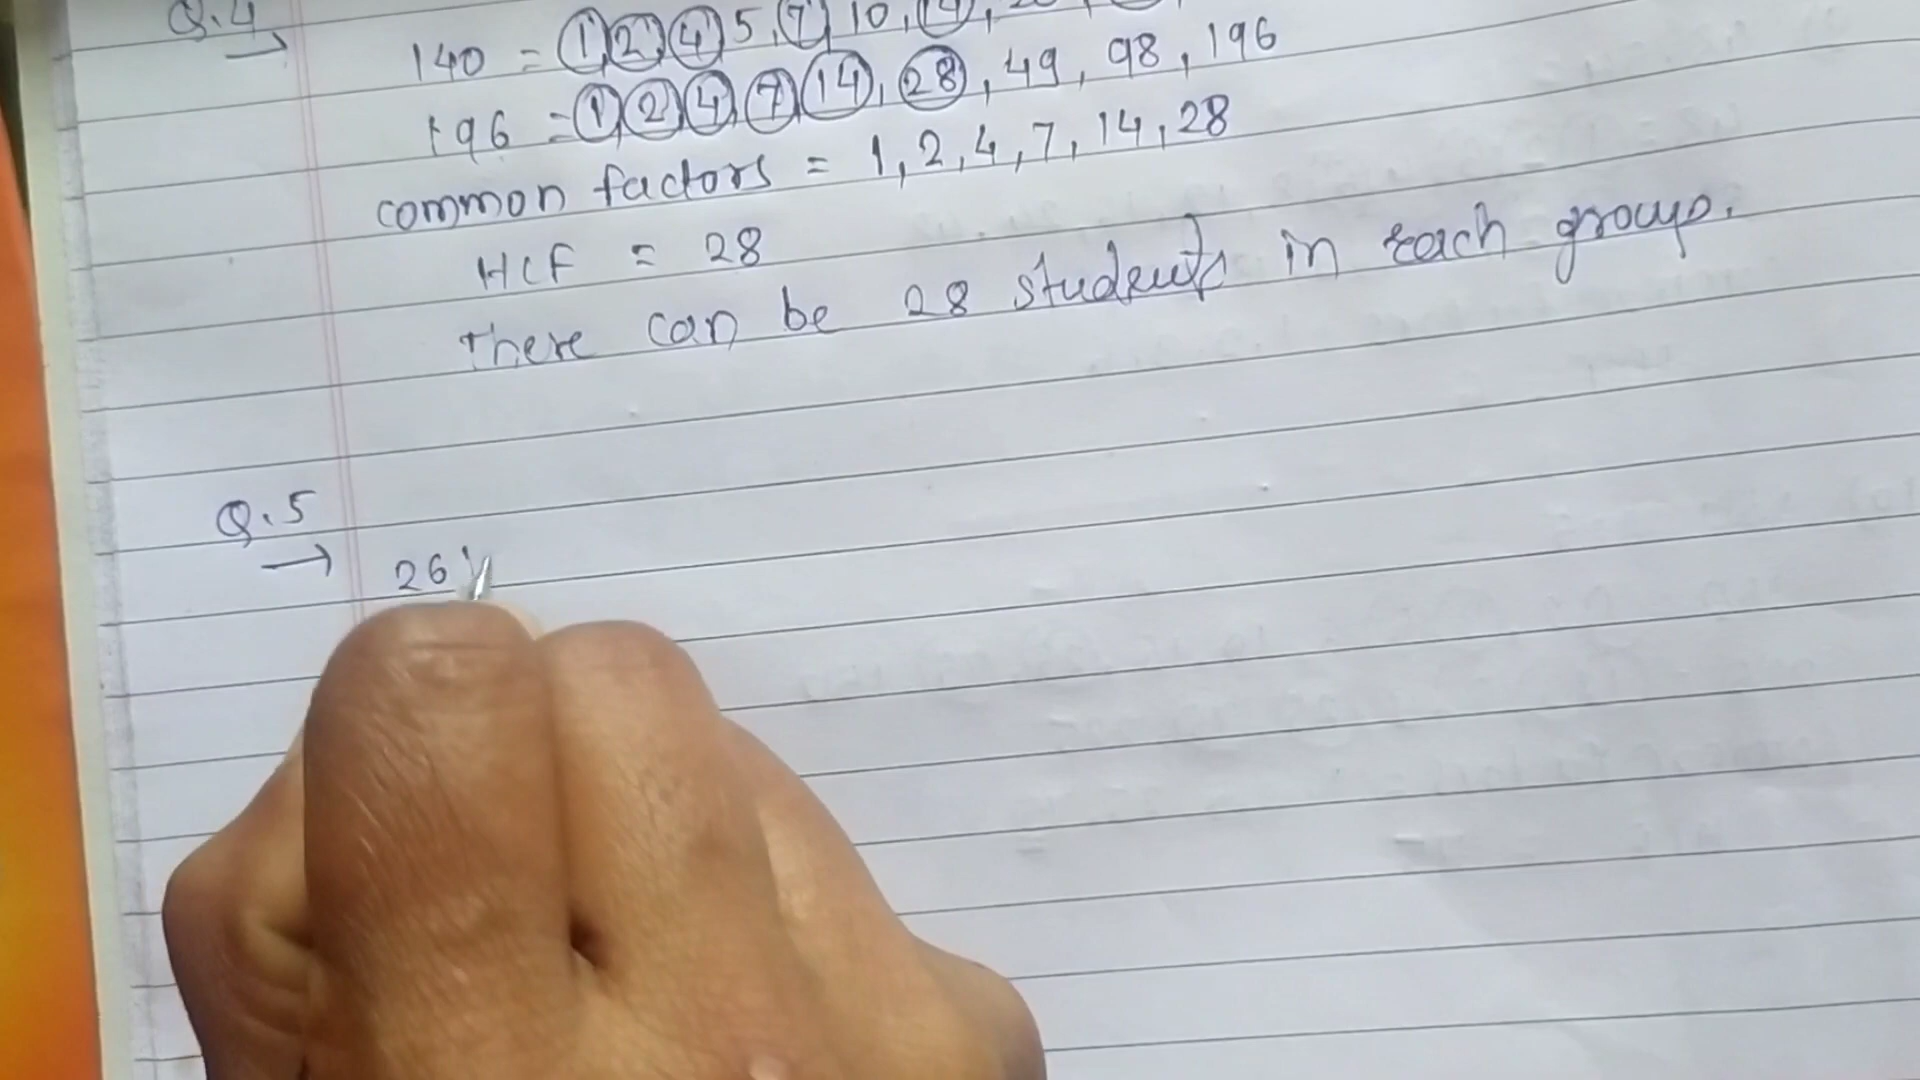 Q.4
→ 140 = 1, 2, 4, 5, 7, 10, 14,
196 = 1, 2, 4, 7, 14, 28, 49, 98, 196
common factors = 1, 2, 4, 7, 14, 28
HCF = 28
There can be 28 students in each group.
Q.5
→ 26